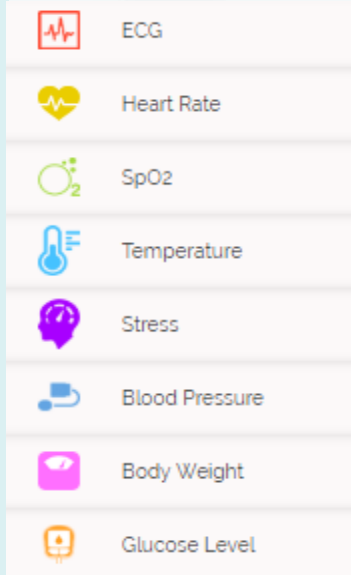 ECG
Heart Rate
SpO2
Temperature
Stress
Blood Pressure
Body Weight
Glucose Level